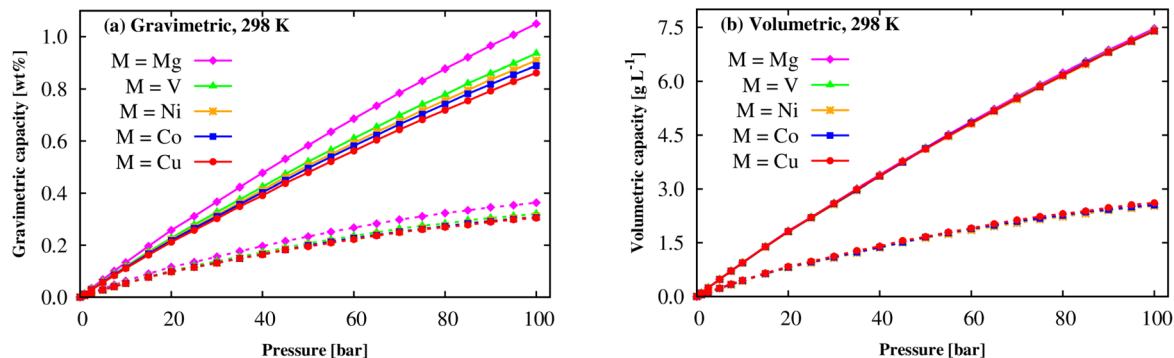 (a) Gravimetric, 298 K
M = Mg
M = V
M = Ni
M = Co
M = Cu
Gravimetric capacity [wt%]
1.0
0.8
0.6
0.4
0.2
0.0
0 20 40 60 80 100
Pressure [bar]
(b) Volumetric, 298 K
M = Mg
M = V
M = Ni
M = Co
M = Cu
Volumetric capacity [g L⁻¹]
7.5
6.0
4.5
3.0
1.5
0.0
0 20 40 60 80 100
Pressure [bar]